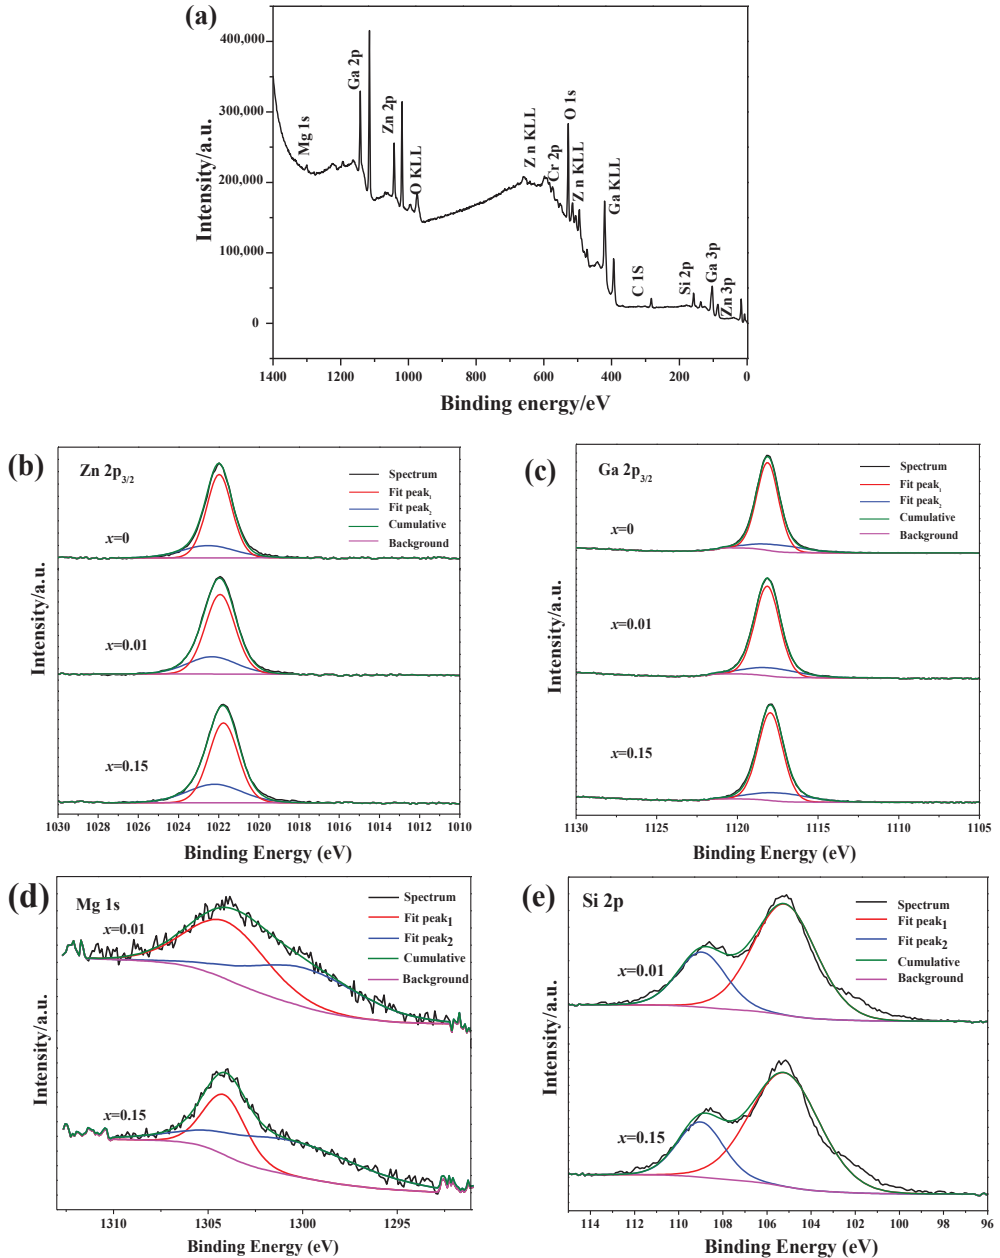 (a)
400,000
300,000
200,000
100,000
0
Intensity/a.u.
Mg 1s
Ga 2p
Zn 2p
O KLL
Z n KLL
Cr 2p
O 1s
Z n KLL
Ga KLL
C 1S
Si 2p
Ga 3p
Zn 3p
1400 1200 1000 800 600 400 200 0
Binding energy/eV
(b)
Zn 2p3/2
Spectrum
Fit peak1
Fit peak2
Cumulative
Background
x=0
x=0.01
x=0.15
Intensity/a.u.
1030 1028 1026 1024 1022 1020 1018 1016 1014 1012 1010
Binding Energy (eV)
(c)
Ga 2p3/2
Spectrum
Fit peak1
Fit peak2
Cumulative
Background
x=0
x=0.01
x=0.15
Intensity/a.u.
1130 1125 1120 1115 1110 1105
Binding Energy (eV)
(d)
Mg 1s
Spectrum
Fit peak1
Fit peak2
Cumulative
Background
x=0.01
x=0.15
Intensity/a.u.
1310 1305 1300 1295
Binding Energy (eV)
(e)
Si 2p
Spectrum
Fit peak1
Fit peak2
Cumulative
Background
x=0.01
x=0.15
Intensity/a.u.
114 112 110 108 106 104 102 100 98 96
Binding Energy (eV)